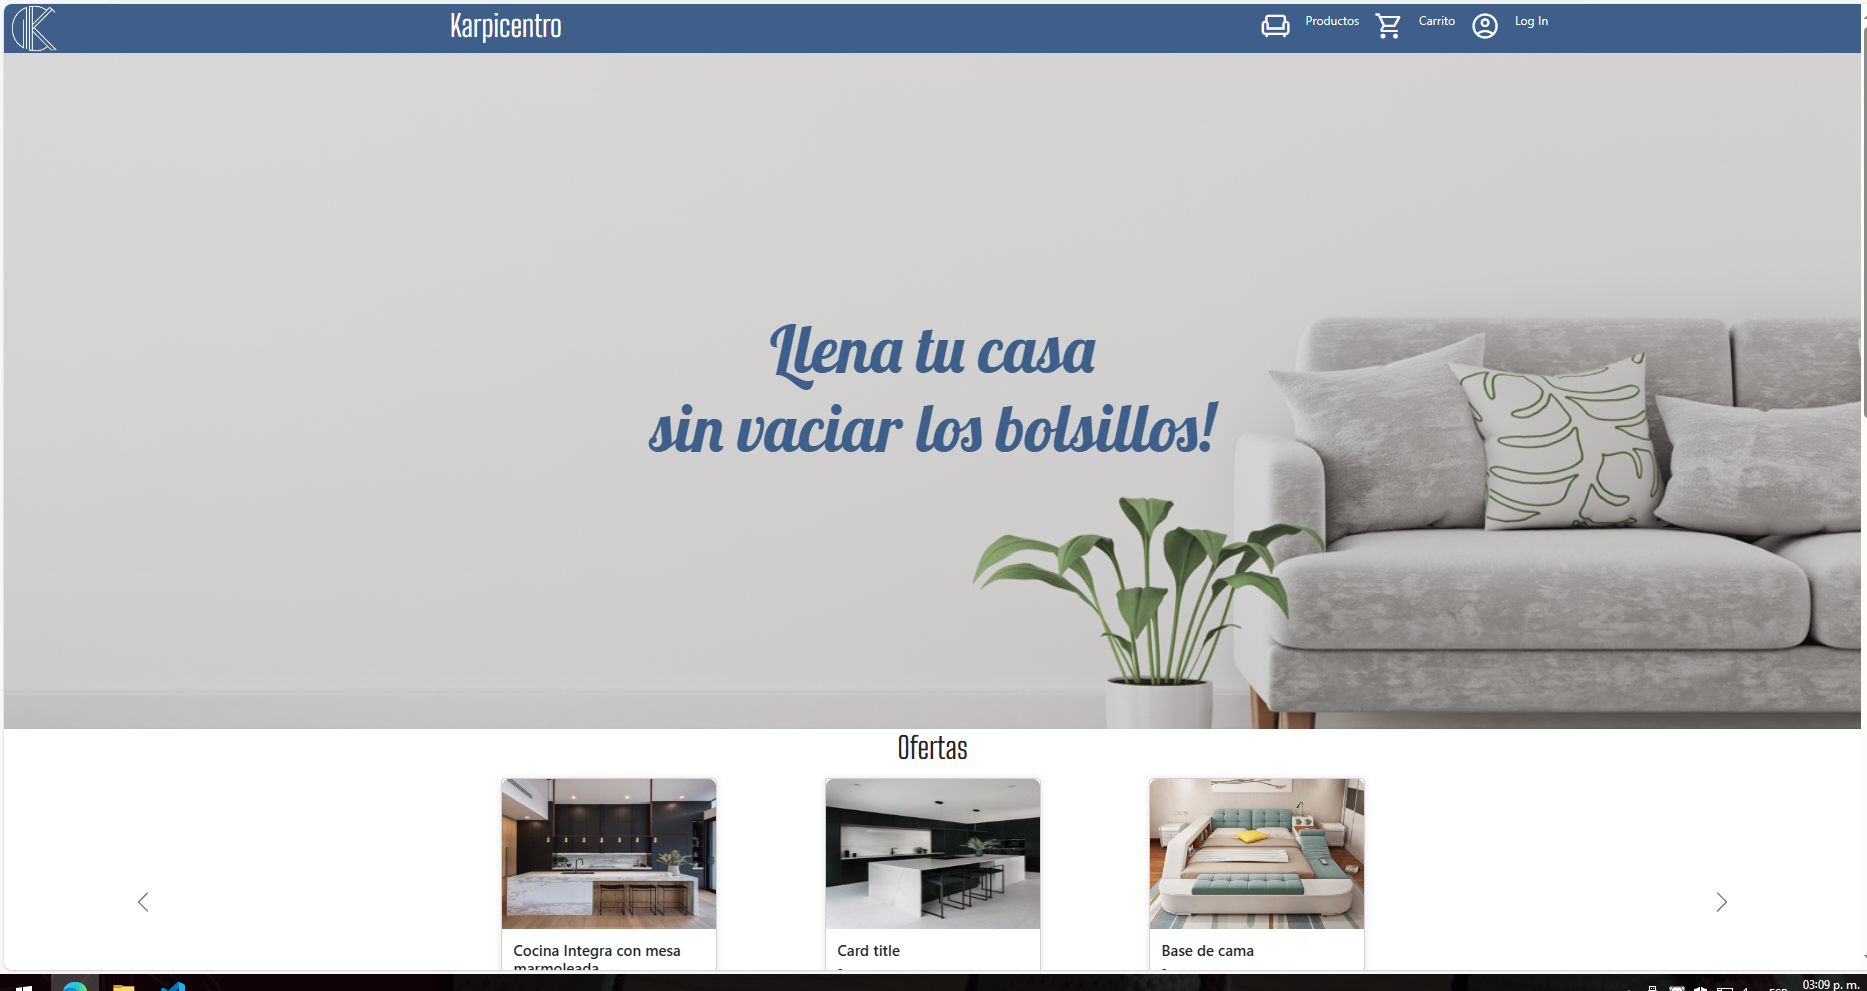 Karpicentro
Productos
Carrito
Log In
Llena tu casa
sin vaciar los bolsillos!
Ofertas
Cocina Integra con mesa
marmoleada
Card title
Base de cama
ESP
03:09 p. m.